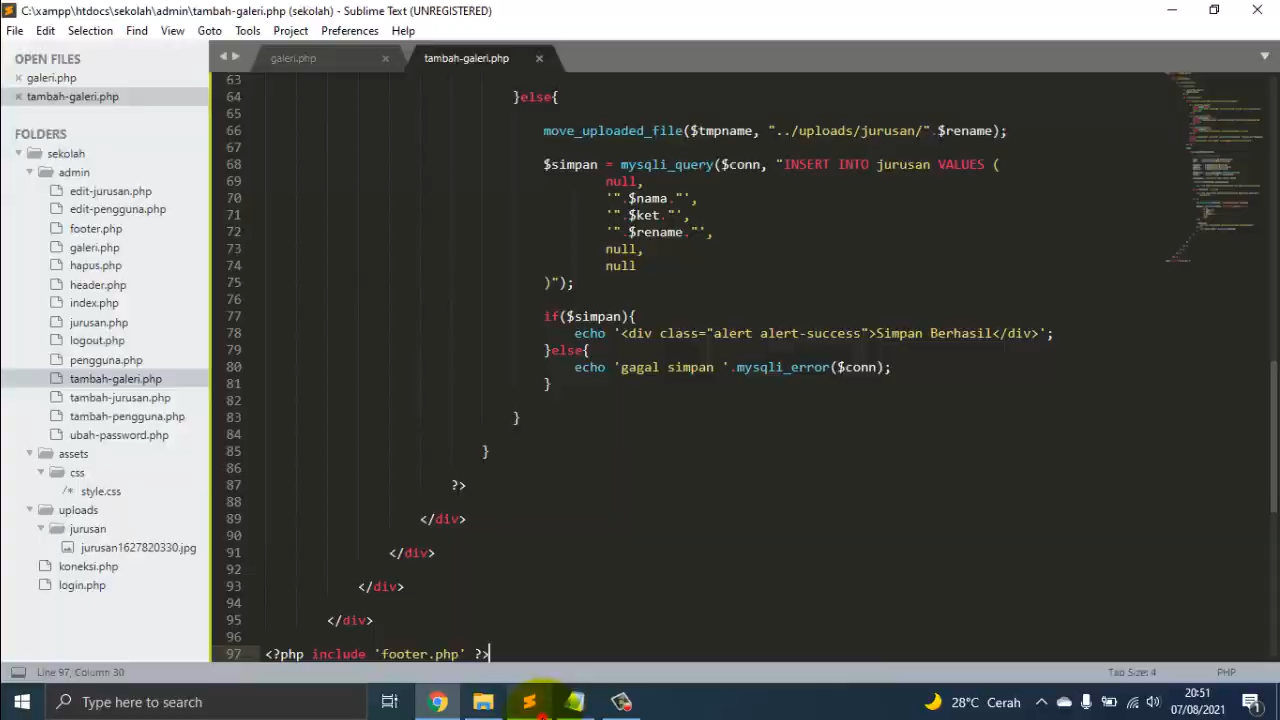 C:\xampp\htdocs\sekolah\admin\tambah-galeri.php (sekolah) - Sublime Text (UNREGISTERED)
File Edit Selection Find View Goto Tools Project Preferences Help
OPEN FILES
galeri.php
tambah-galeri.php
FOLDERS
sekolah
admin
edit-jurusan.php
edit-pengguna.php
footer.php
galeri.php
hapus.php
header.php
index.php
jurusan.php
logout.php
pengguna.php
tambah-galeri.php
tambah-jurusan.php
tambah-pengguna.php
ubah-password.php
assets
css
/* style.css
uploads
jurusan
jurusan1627820330.jpg
koneksi.php
login.php
galeri.php
tambah-galeri.php
63
64 }else{
65
66 move_uploaded_file($tmpname, "../uploads/jurusan/".$rename);
67
68 $simpan = mysqli_query($conn, "INSERT INTO jurusan VALUES (
69 null,
70 '".$nama."',
71 '".$ket."',
72 '".$rename."',
73 null,
74 null
75 )");
76
77 if($simpan){
78 echo '<div class="alert alert-success">Simpan Berhasil</div>';
79 }else{
80 echo 'gagal simpan '.mysqli_error($conn);
81 }
82
83 }
84
85 }
86
87 ?>
88
89 </div>
90
91 </div>
92
93 </div>
94
95 </div>
96
97 <?php include 'footer.php' ?>
Line 97, Column 30
Tab Size: 4
PHP
Type here to search
28°C Cerah
20:51
07/08/2021
1